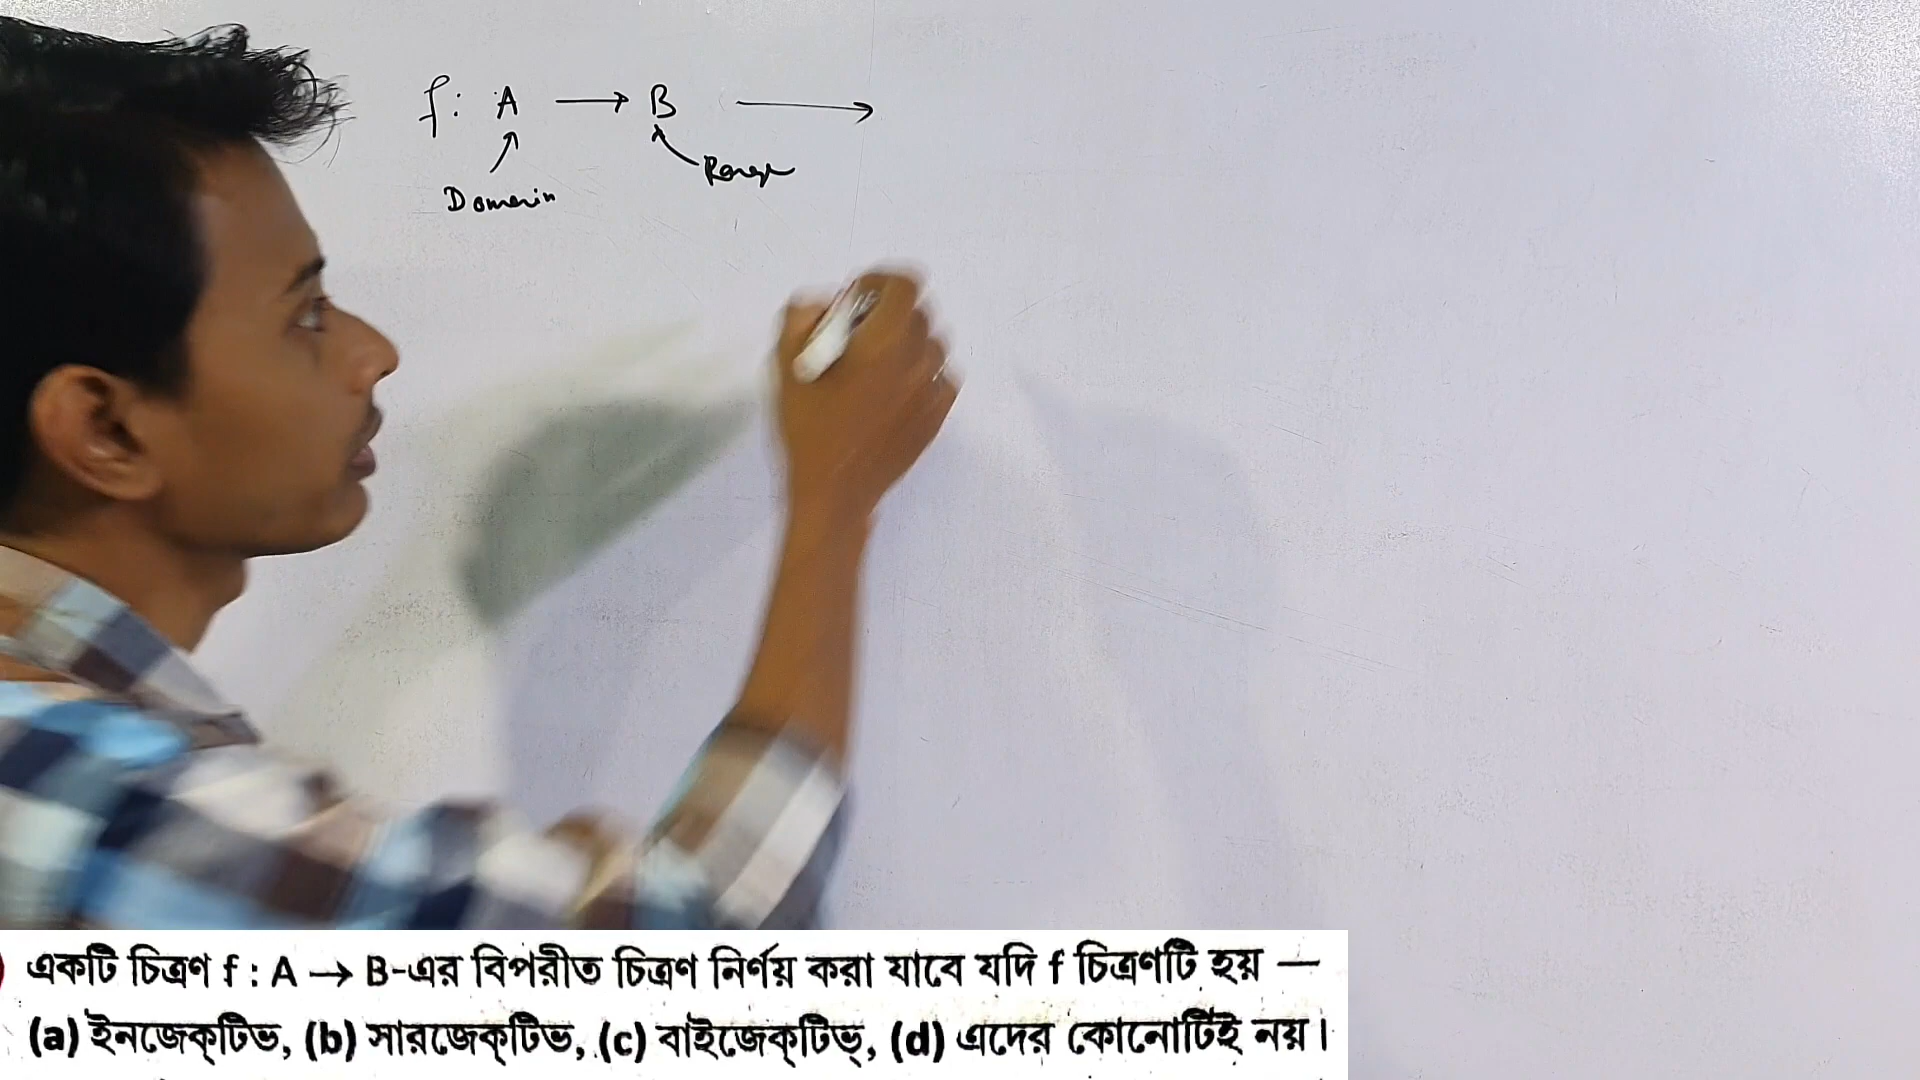 f : A → B →
Domain Range
একটি চিত্রণ f : A → B-এর বিপরীত চিত্রণ নির্ণয় করা যাবে যদি f চিত্রণটি হয় —
(a) ইনজেক্‌টিভ, (b) সারজেক্‌টিভ, (c) বাইজেক্‌টিভ্‌, (d) এদের কোনোটিই নয়।